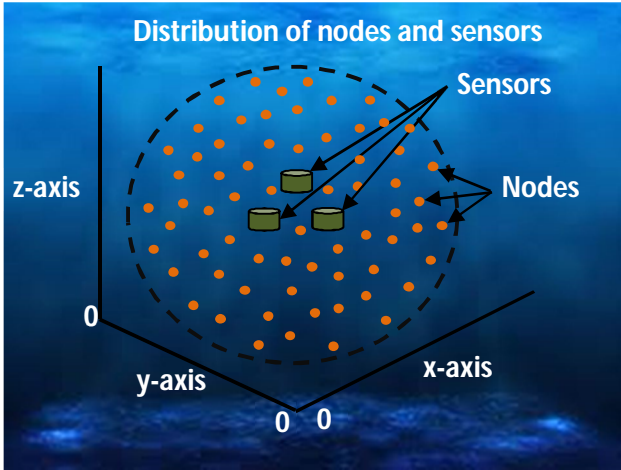 Distribution of nodes and sensors
Sensors
z-axis
Nodes
0
y-axis
x-axis
0 0